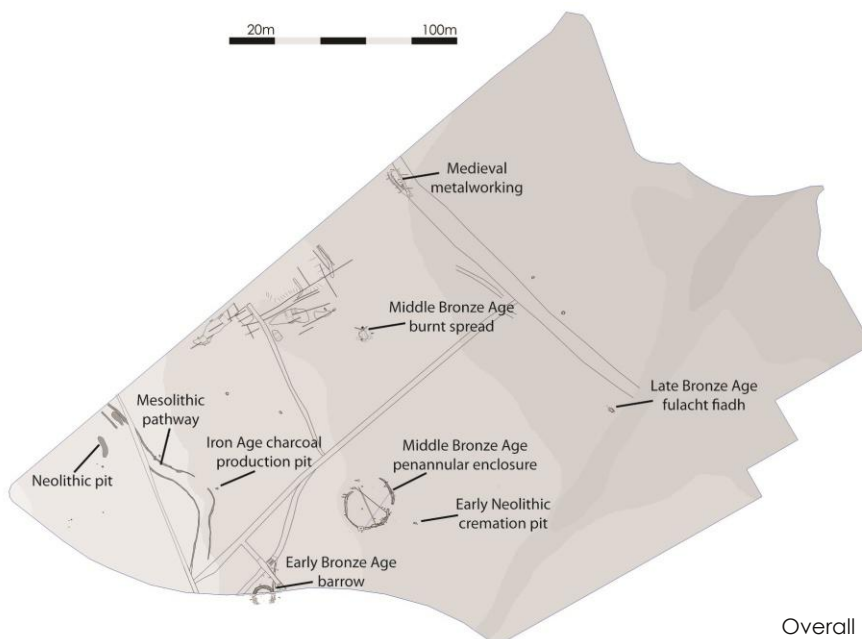 20m 100m
Medieval
metalworking
Middle Bronze Age
burnt spread
Late Bronze Age
fulacht fiadh
Mesolithic
pathway
Iron Age charcoal
production pit
Neolithic pit
Middle Bronze Age
penannular enclosure
Early Neolithic
cremation pit
Early Bronze Age
barrow
Overall